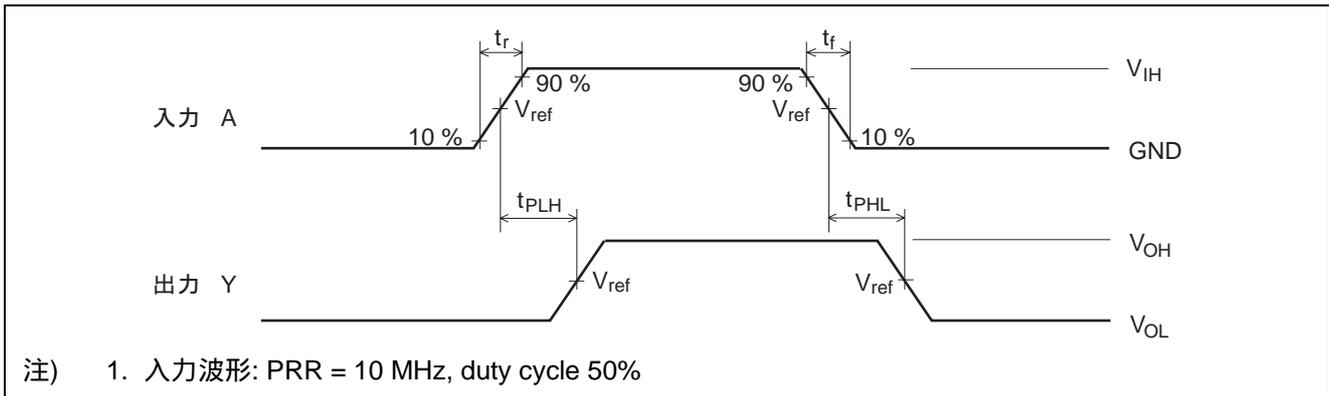 tr
tf
90 %
90 %
VIH
入力 A
Vref
Vref
10 %
10 %
GND
tPLH
tPHL
VOH
出力 Y
Vref
Vref
VOL
注) 1. 入力波形: PRR = 10 MHz, duty cycle 50%